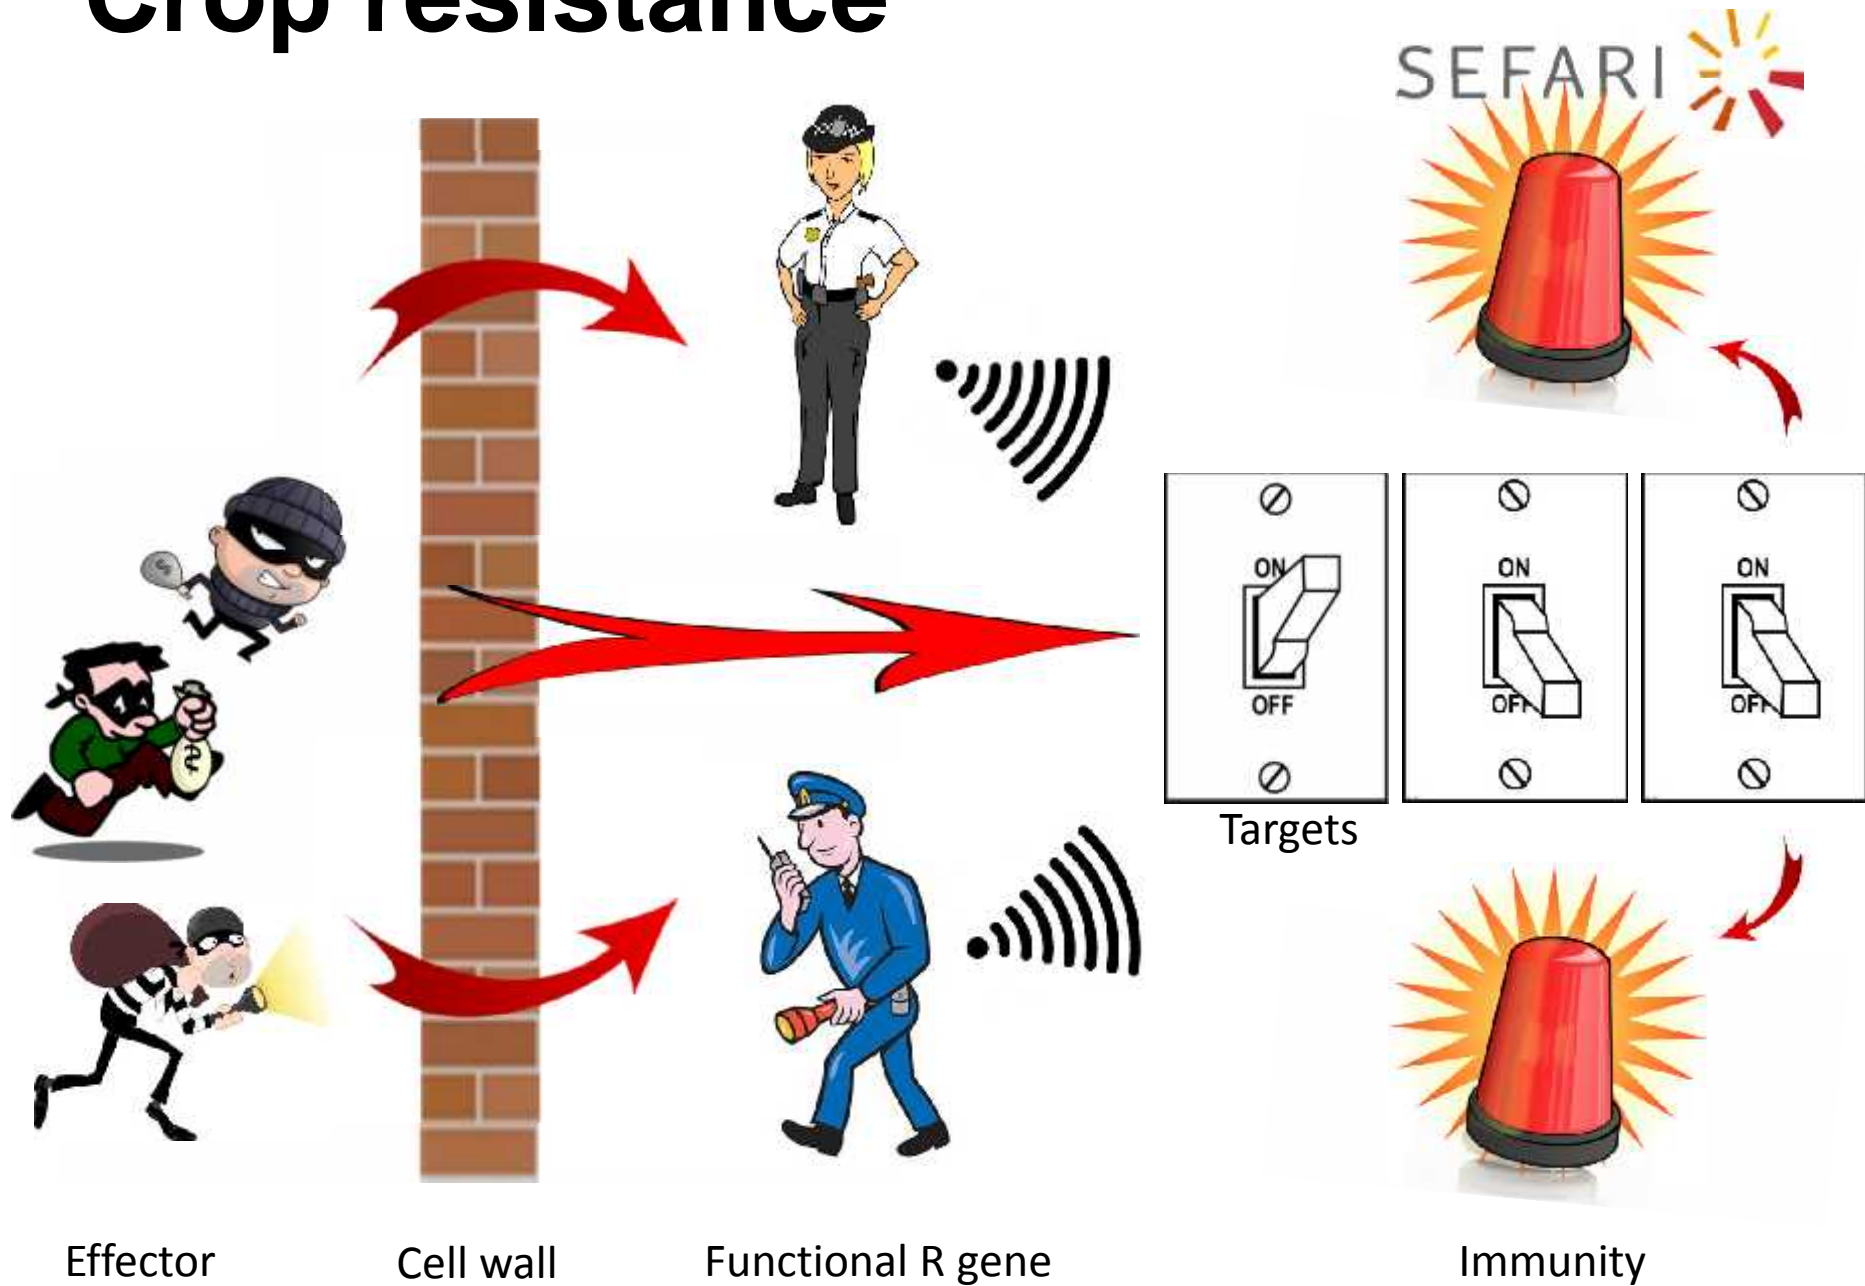 Crop resistance
SEFARI
ON
ON
ON
OFF
OFF
OFF
Targets
Effector
Cell wall
Functional R gene
Immunity